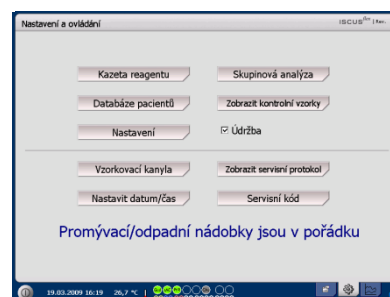 Nastavení a ovládání
ISCUSflex
Kazeta reagentu
Skupinová analýza
Databáze pacientů
Zobrazit kontrolní vzorky
Nastavení
Údržba
Vzorkovací kanyla
Zobrazit servisní protokol
Nastavit datum/čas
Servisní kód
Promývací/odpadní nádobky jsou v pořádku
19.03.2009 16:19 26,7 °C